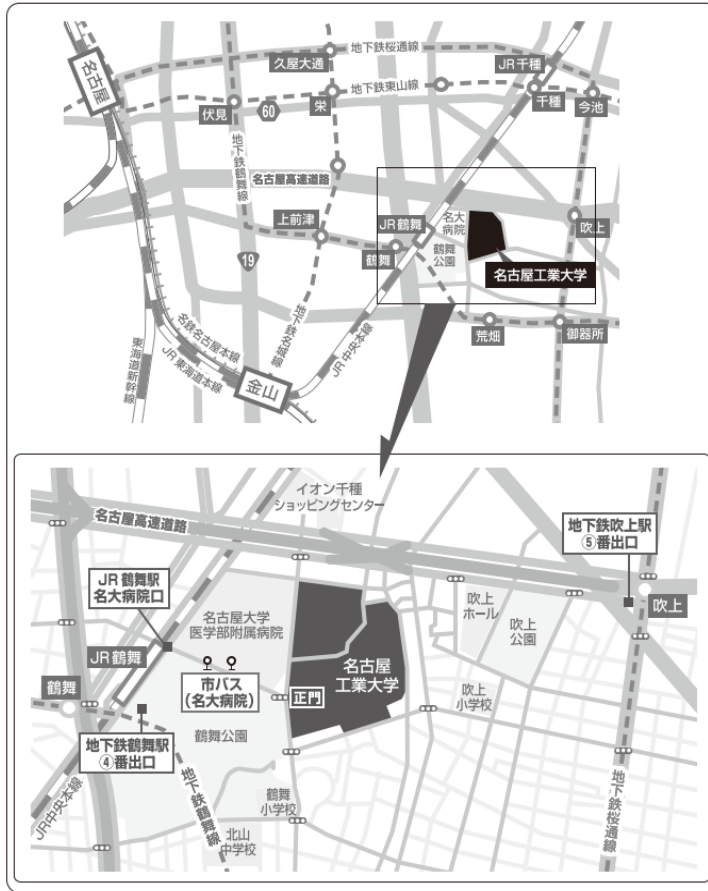 地下鉄桜通線
久屋大通
JR千種
名古屋
地下鉄東山線
千種
今池
伏見
60
栄
地下鉄鶴舞線
名古屋高速道路
JR鶴舞
名大
病院
上前津
吹上
鶴舞
鶴舞
公園
19
名古屋工業大学
地下鉄名城線
名鉄名古屋本線
JR東海道本線
東海道新幹線
JR中央本線
荒畑
御器所
金山
イオン千種
ショッピングセンター
名古屋高速道路
地下鉄吹上駅
⑤番出口
JR鶴舞駅
名大病院口
名古屋大学
医学部附属病院
吹上
ホール
吹上
吹上
公園
JR鶴舞
名古屋
工業大学
鶴舞
市バス
(名大病院)
正門
吹上
小学校
地下鉄鶴舞駅
④番出口
鶴舞公園
地下鉄鶴舞線
鶴舞
小学校
地下鉄桜通線
JR中央本線
北山
中学校